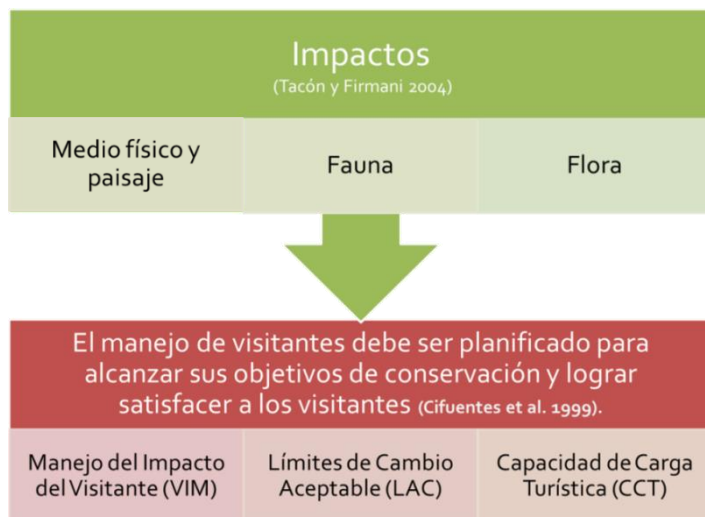 Impactos
(Tacón y Firmani 2004)
Medio físico y
paisaje
Fauna
Flora
El manejo de visitantes debe ser planificado para
alcanzar sus objetivos de conservación y lograr
satisfacer a los visitantes (Cifuentes et al. 1999).
Manejo del Impacto
del Visitante (VIM)
Límites de Cambio
Aceptable (LAC)
Capacidad de Carga
Turística (CCT)